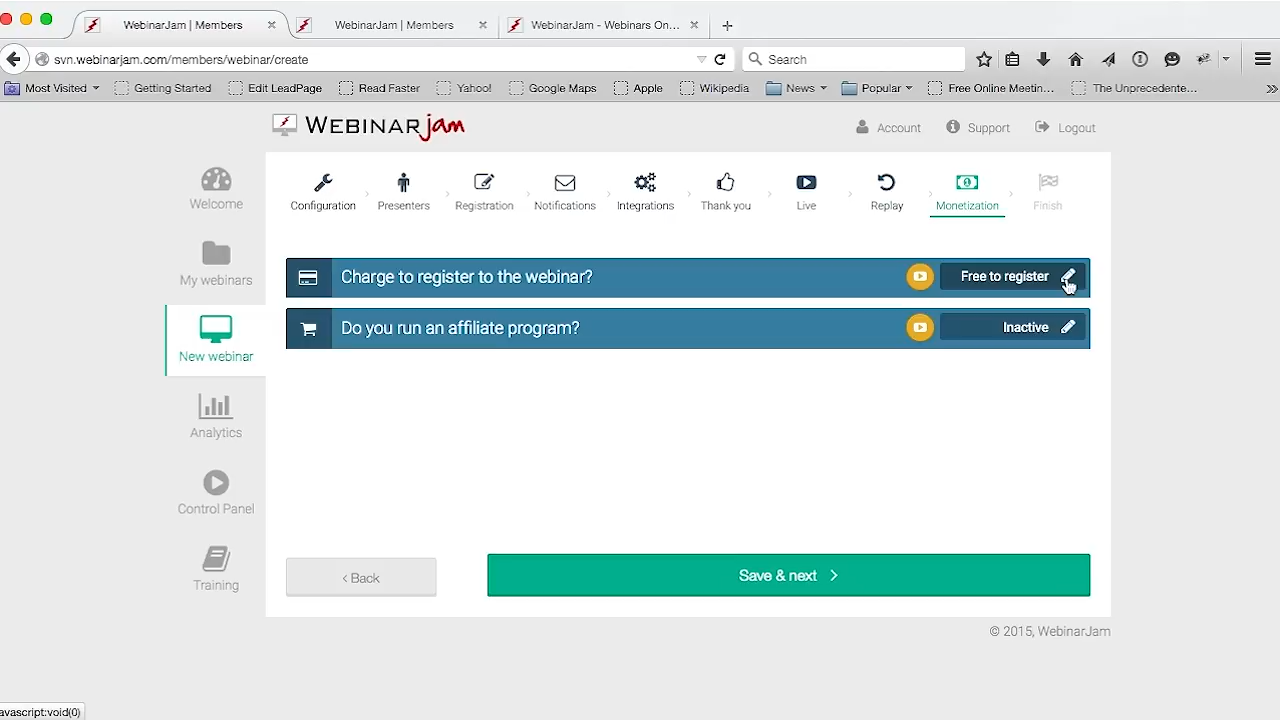 WebinarJam | Members
WebinarJam | Members
WebinarJam - Webinars On...
svn.webinarjam.com/members/webinar/create
Search
Most Visited
Getting Started
Edit LeadPage
Read Faster
Yahoo!
Google Maps
Apple
Wikipedia
News
Popular
Free Online Meetin...
The Unprecedente...
WEBINARjam
Account
Support
Logout
Welcome
My webinars
New webinar
Analytics
Control Panel
Training
Configuration
Presenters
Registration
Notifications
Integrations
Thank you
Live
Replay
Monetization
Finish
Charge to register to the webinar?
Free to register
Do you run an affiliate program?
Inactive
‹ Back
Save & next
© 2015, WebinarJam
avascript:void(0)